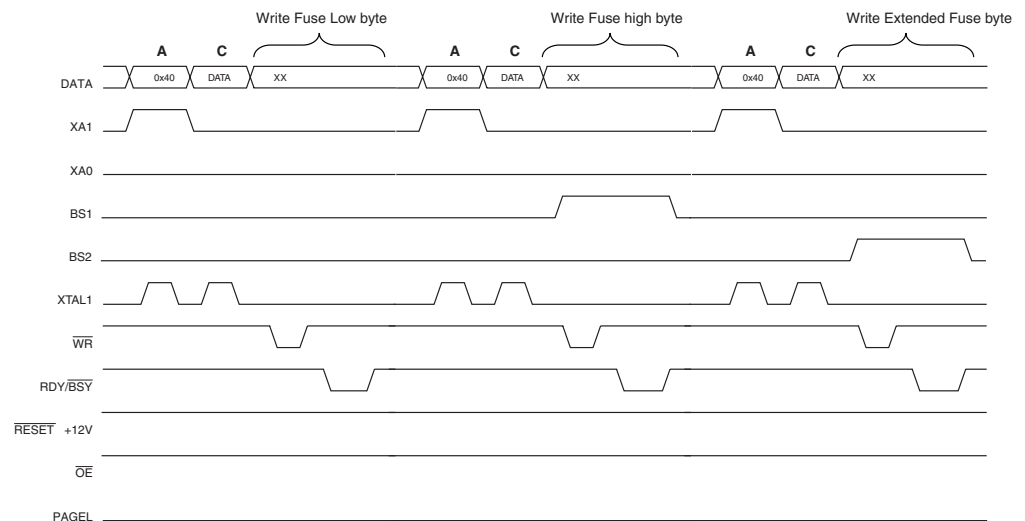 Write Fuse Low byte Write Fuse high byte Write Extended Fuse byte
A C A C A C
DATA 0x40 DATA XX 0x40 DATA XX 0x40 DATA XX
XA1
XA0
BS1
BS2
XTAL1
WR
RDY/BSY
RESET +12V
OE
PAGEL